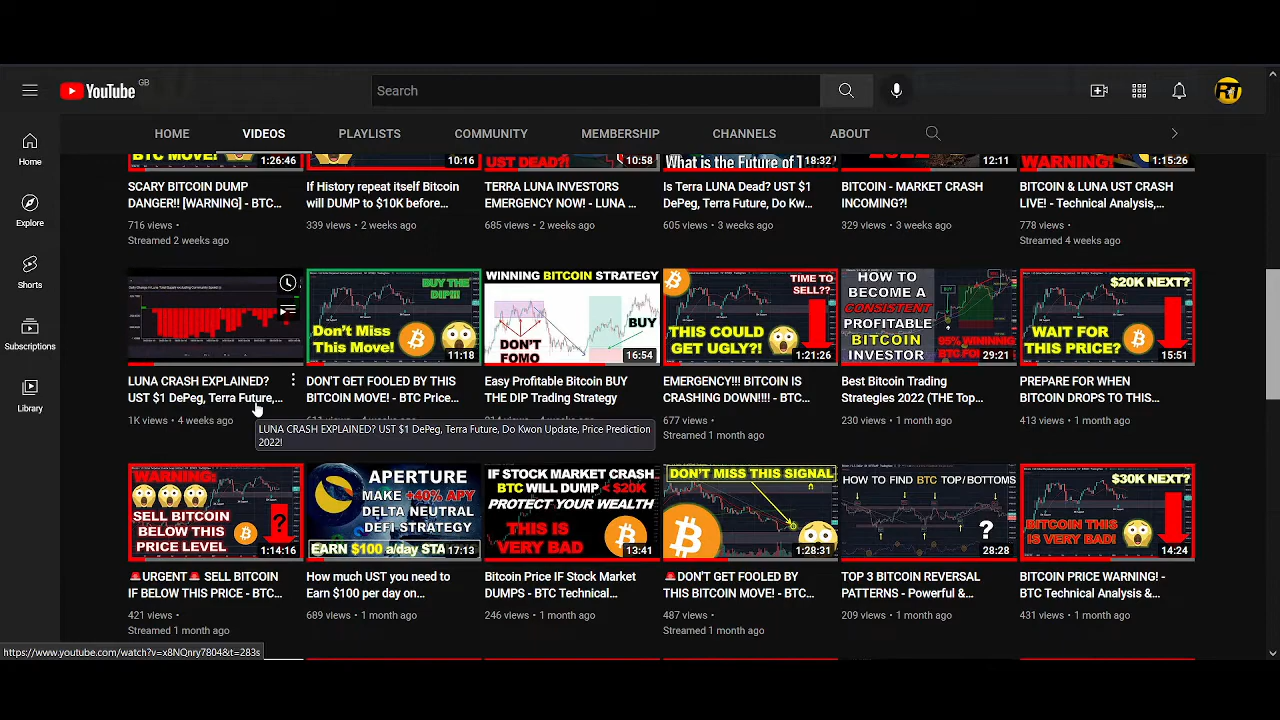 YouTube GB
Search
RT
HOME VIDEOS PLAYLISTS COMMUNITY MEMBERSHIP CHANNELS ABOUT
Home
Explore
Shorts
Subscriptions
Library
BTC MOVE!
1:26:46
SCARY BITCOIN DUMP
DANGER!! [WARNING] - BTC...
716 views
Streamed 2 weeks ago
10:16
If History repeat itself Bitcoin
will DUMP to $10K before...
339 views • 2 weeks ago
UST DEAD?!
10:58
TERRA LUNA INVESTORS
EMERGENCY NOW! - LUNA ...
685 views • 2 weeks ago
What is the Future of
18:32
Is Terra LUNA Dead? UST $1
DePeg, Terra Future, Do Kw...
605 views • 3 weeks ago
2022
12:11
BITCOIN - MARKET CRASH
INCOMING?!
329 views • 3 weeks ago
WARNING!
1:15:26
BITCOIN & LUNA UST CRASH
LIVE! - Technical Analysis,...
778 views
Streamed 4 weeks ago
LUNA CRASH EXPLAINED?
UST $1 DePeg, Terra Future,...
1K views • 4 weeks ago
LUNA CRASH EXPLAINED? UST $1 DePeg, Terra Future, Do Kwon Update, Price Prediction
2022!
BUY THE
DIP!!!
Don't Miss
This Move!
11:18
DON'T GET FOOLED BY THIS
BITCOIN MOVE! - BTC Price...
WINNING BITCOIN STRATEGY
BUY
DON'T
FOMO
16:54
Easy Profitable Bitcoin BUY
THE DIP Trading Strategy
TIME TO
SELL??
THIS COULD
GET UGLY?!
1:21:26
EMERGENCY!!! BITCOIN IS
CRASHING DOWN!!!! - BTC...
677 views
Streamed 1 month ago
HOW TO
BECOME A
CONSISTENT
PROFITABLE
BITCOIN
INVESTOR
BUY
29:21
Best Bitcoin Trading
Strategies 2022 (THE Top...
230 views • 1 month ago
$20K NEXT?
WAIT FOR
THIS PRICE?
15:51
PREPARE FOR WHEN
BITCOIN DROPS TO THIS...
413 views • 1 month ago
WARNING:
SELL BITCOIN
BELOW THIS
PRICE LEVEL
?
1:14:16
🚨URGENT🚨 SELL BITCOIN
IF BELOW THIS PRICE - BTC...
421 views
Streamed 1 month ago
APERTURE
MAKE +40% APY
DELTA NEUTRAL
DEFI STRATEGY
EARN $100 a/day STA
17:13
How much UST you need to
Earn $100 per day on...
689 views • 1 month ago
IF STOCK MARKET CRASH
BTC WILL DUMP < $20K
PROTECT YOUR WEALTH
THIS IS
VERY BAD
13:41
Bitcoin Price IF Stock Market
DUMPS - BTC Technical...
246 views • 1 month ago
DON'T MISS THIS SIGNAL
1:28:31
🚨DON'T GET FOOLED BY
THIS BITCOIN MOVE! - BTC...
487 views
Streamed 1 month ago
HOW TO FIND BTC TOP/BOTTOMS
?
28:28
TOP 3 BITCOIN REVERSAL
PATTERNS - Powerful &...
209 views • 1 month ago
$30K NEXT?
BITCOIN THIS
IS VERY BAD!
14:24
BITCOIN PRICE WARNING! -
BTC Technical Analysis &...
431 views • 1 month ago
https://www.youtube.com/watch?v=x8NQnry7804&t=283s